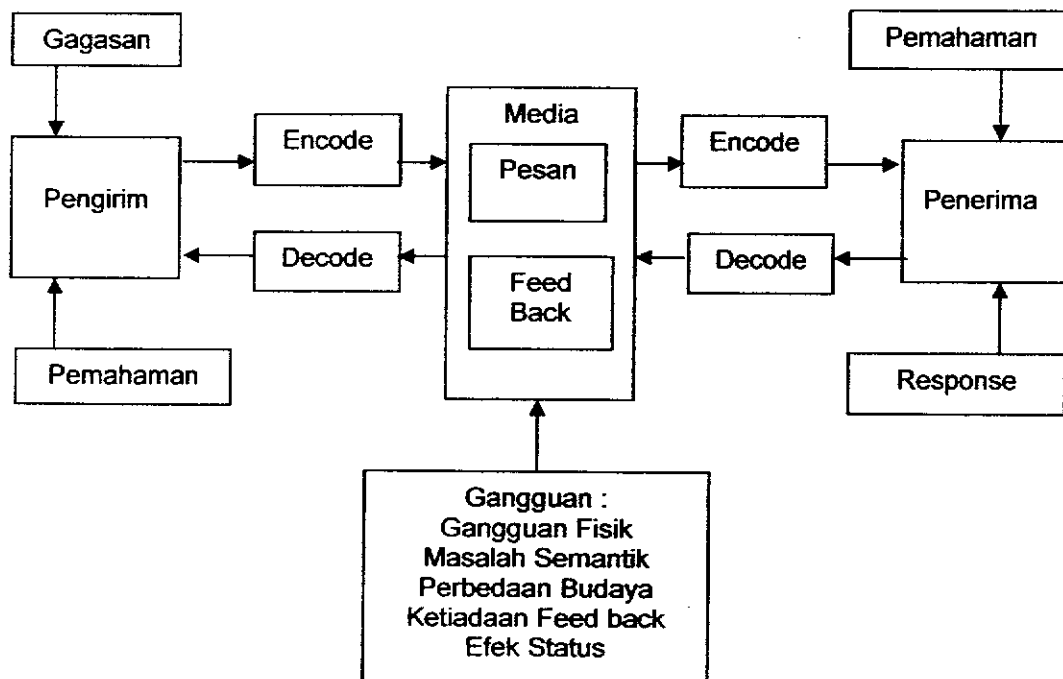 Gagasan
Pemahaman
Encode
Media
Encode
Pesan
Pengirim
Penerima
Decode
Decode
Feed
Back
Pemahaman
Response
Gangguan :
Gangguan Fisik
Masalah Semantik
Perbedaan Budaya
Ketiadaan Feed back
Efek Status